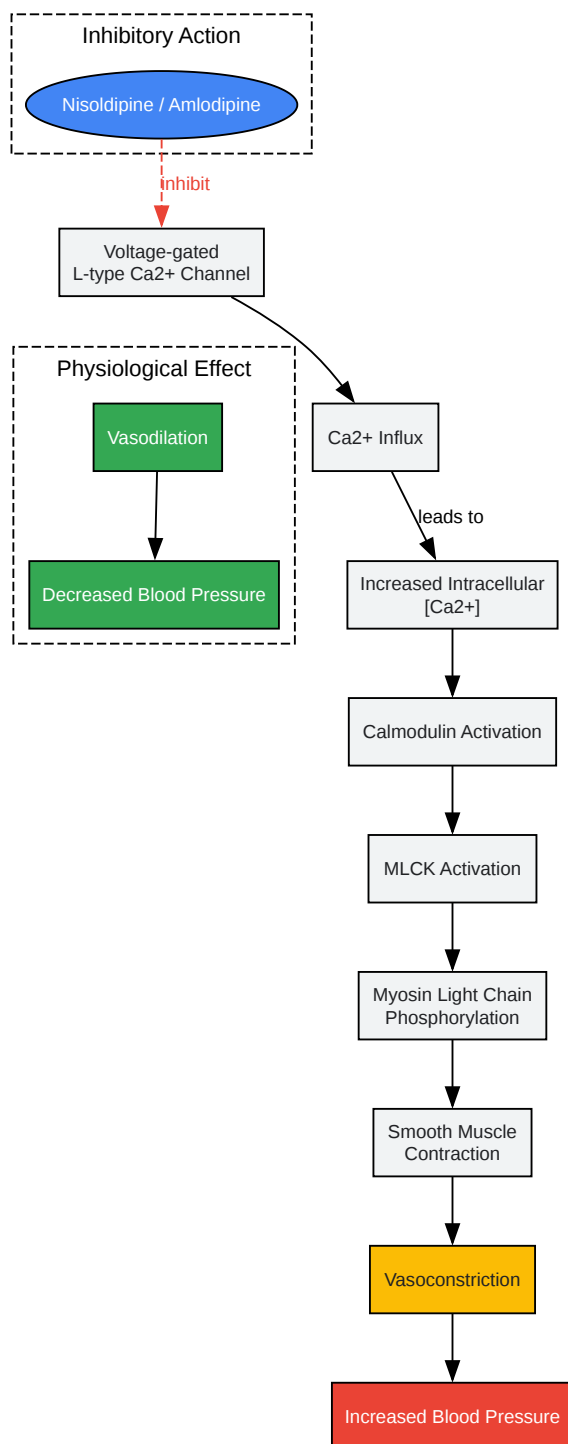 Inhibitory Action
Nisoldipine / Amlodipine
inhibit
Voltage-gated
L-type Ca2+ Channel
Physiological Effect
Vasodilation
Decreased Blood Pressure
Ca2+ Influx
leads to
Increased Intracellular
[Ca2+]
Calmodulin Activation
MLCK Activation
Myosin Light Chain
Phosphorylation
Smooth Muscle
Contraction
Vasoconstriction
Increased Blood Pressure